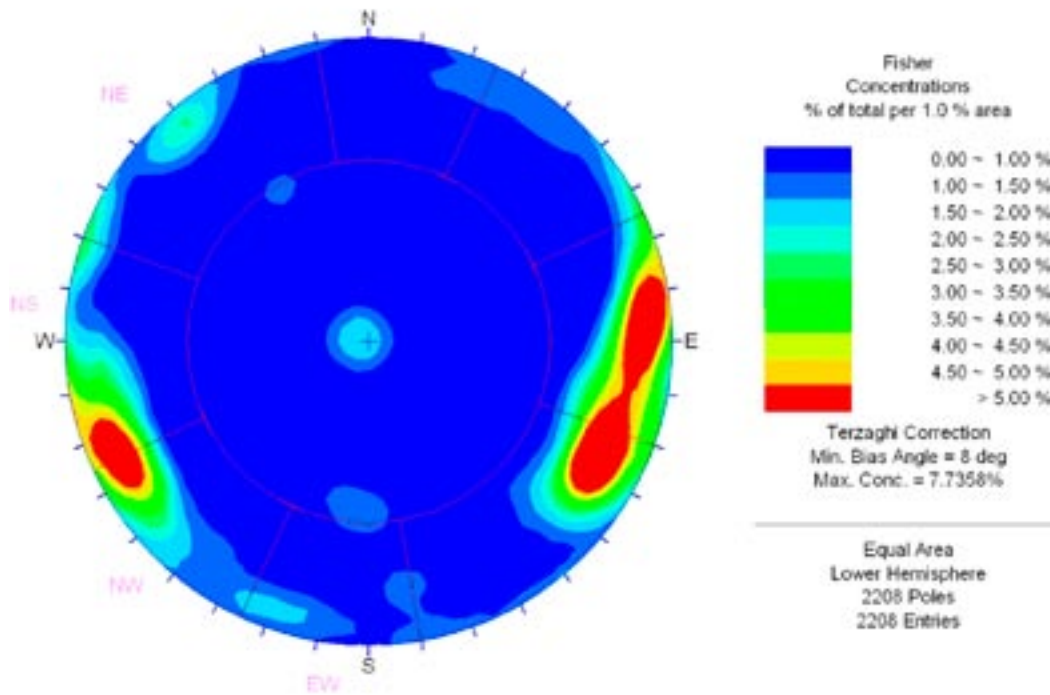 N
NE
NS
W
E
NW
S
EW
Fisher
Concentrations
% of total per 1.0 % area
0.00 ~ 1.00 %
1.00 ~ 1.50 %
1.50 ~ 2.00 %
2.00 ~ 2.50 %
2.50 ~ 3.00 %
3.00 ~ 3.50 %
3.50 ~ 4.00 %
4.00 ~ 4.50 %
4.50 ~ 5.00 %
> 5.00 %
Terzaghi Correction
Min. Bias Angle = 8 deg
Max. Conc. = 7.7358%
Equal Area
Lower Hemisphere
2208 Poles
2208 Entries